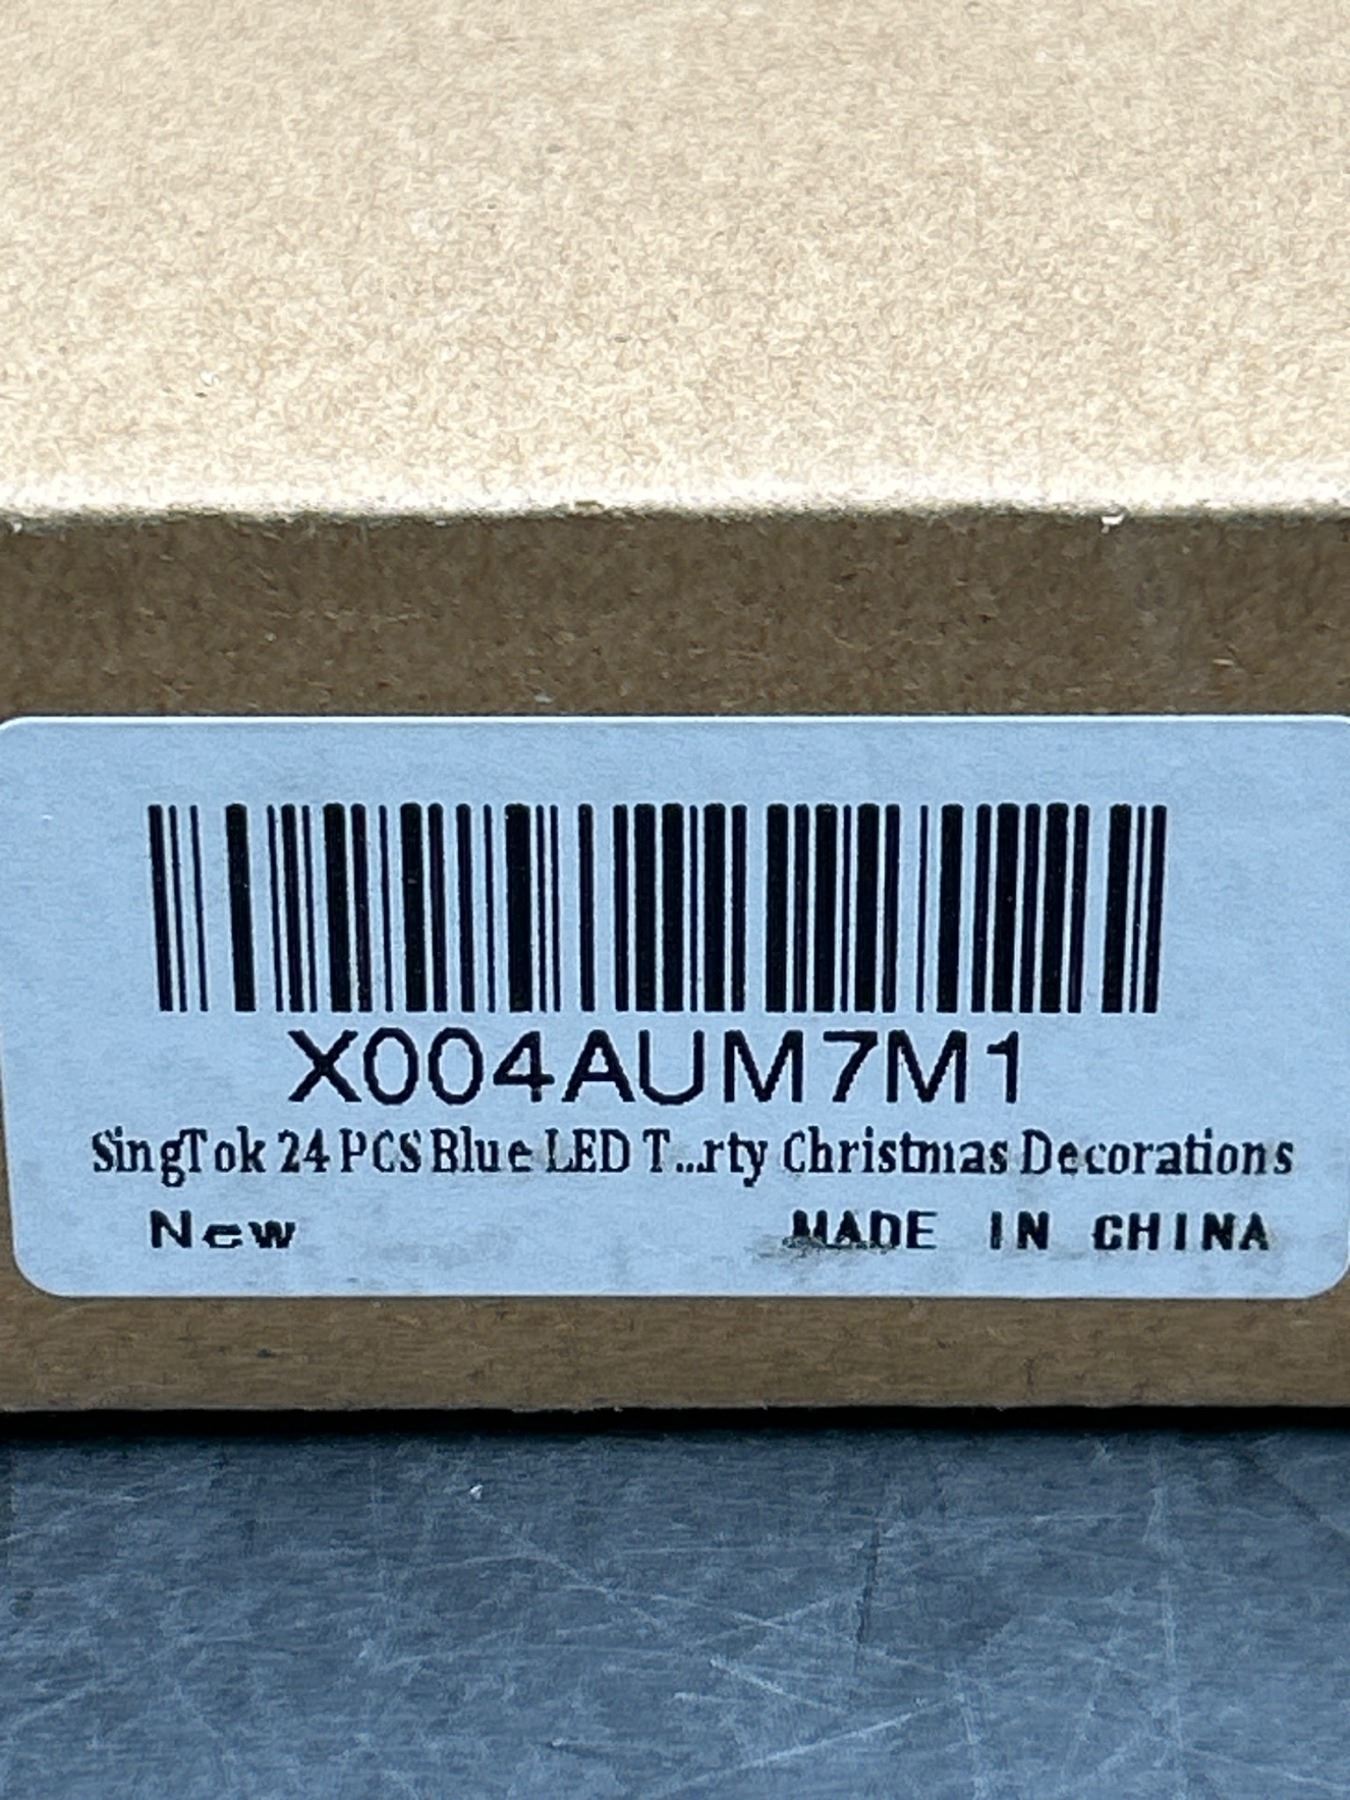 X004AUM7M1
SingTok 24 PCS Blue LED T...rty Christmas Decorations
New
MADE IN CHINA